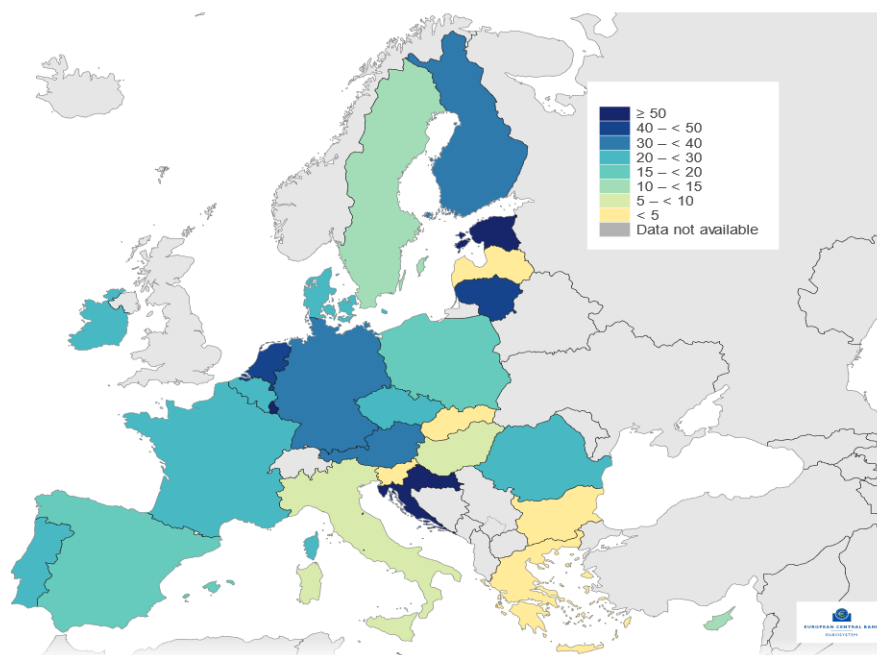 ≥ 50
40 – < 50
30 – < 40
20 – < 30
15 – < 20
10 – < 15
5 – < 10
< 5
Data not available
EUROPEAN CENTRAL BANK
EUROSYSTEM